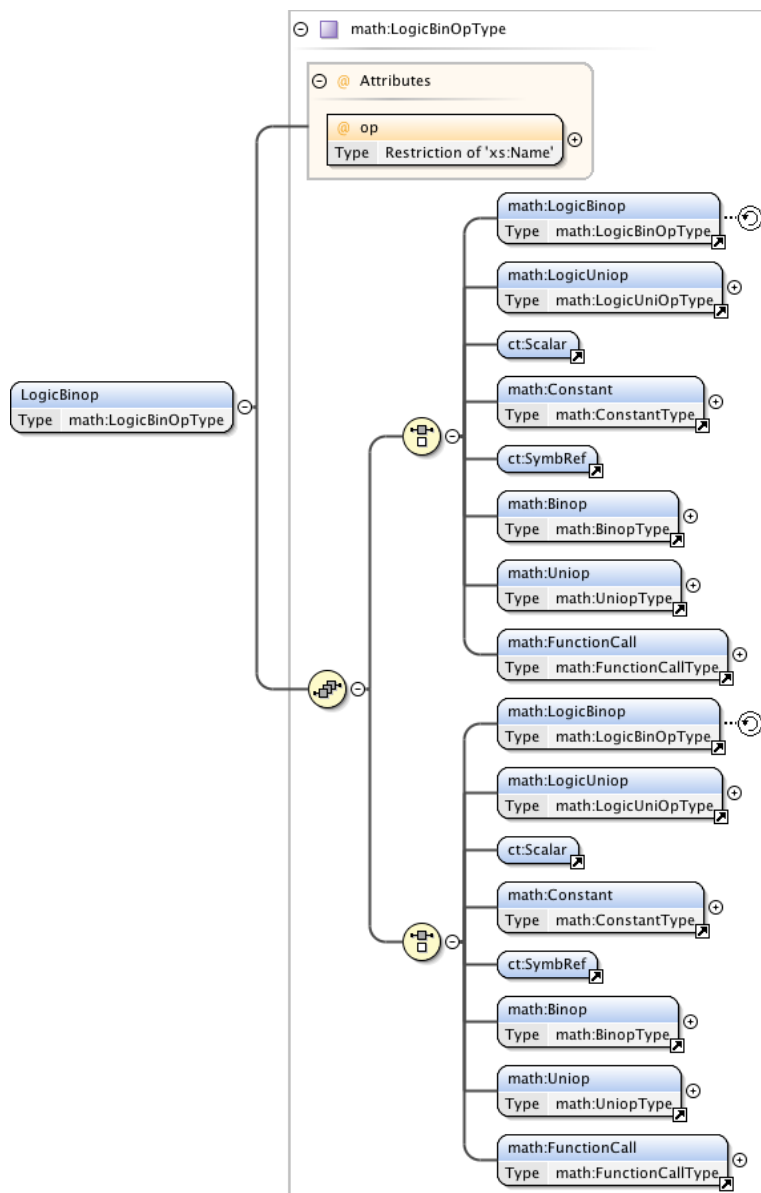 math:LogicBinOpType
@ Attributes
@ op
Type Restriction of 'xs:Name'
math:LogicBinop
Type math:LogicBinOpType
math:LogicUniop
Type math:LogicUniOpType
ct:Scalar
LogicBinop
Type math:LogicBinOpType
math:Constant
Type math:ConstantType
ct:SymbRef
math:Binop
Type math:BinopType
math:Uniop
Type math:UniopType
math:FunctionCall
Type math:FunctionCallType
math:LogicBinop
Type math:LogicBinOpType
math:LogicUniop
Type math:LogicUniOpType
ct:Scalar
math:Constant
Type math:ConstantType
ct:SymbRef
math:Binop
Type math:BinopType
math:Uniop
Type math:UniopType
math:FunctionCall
Type math:FunctionCallType